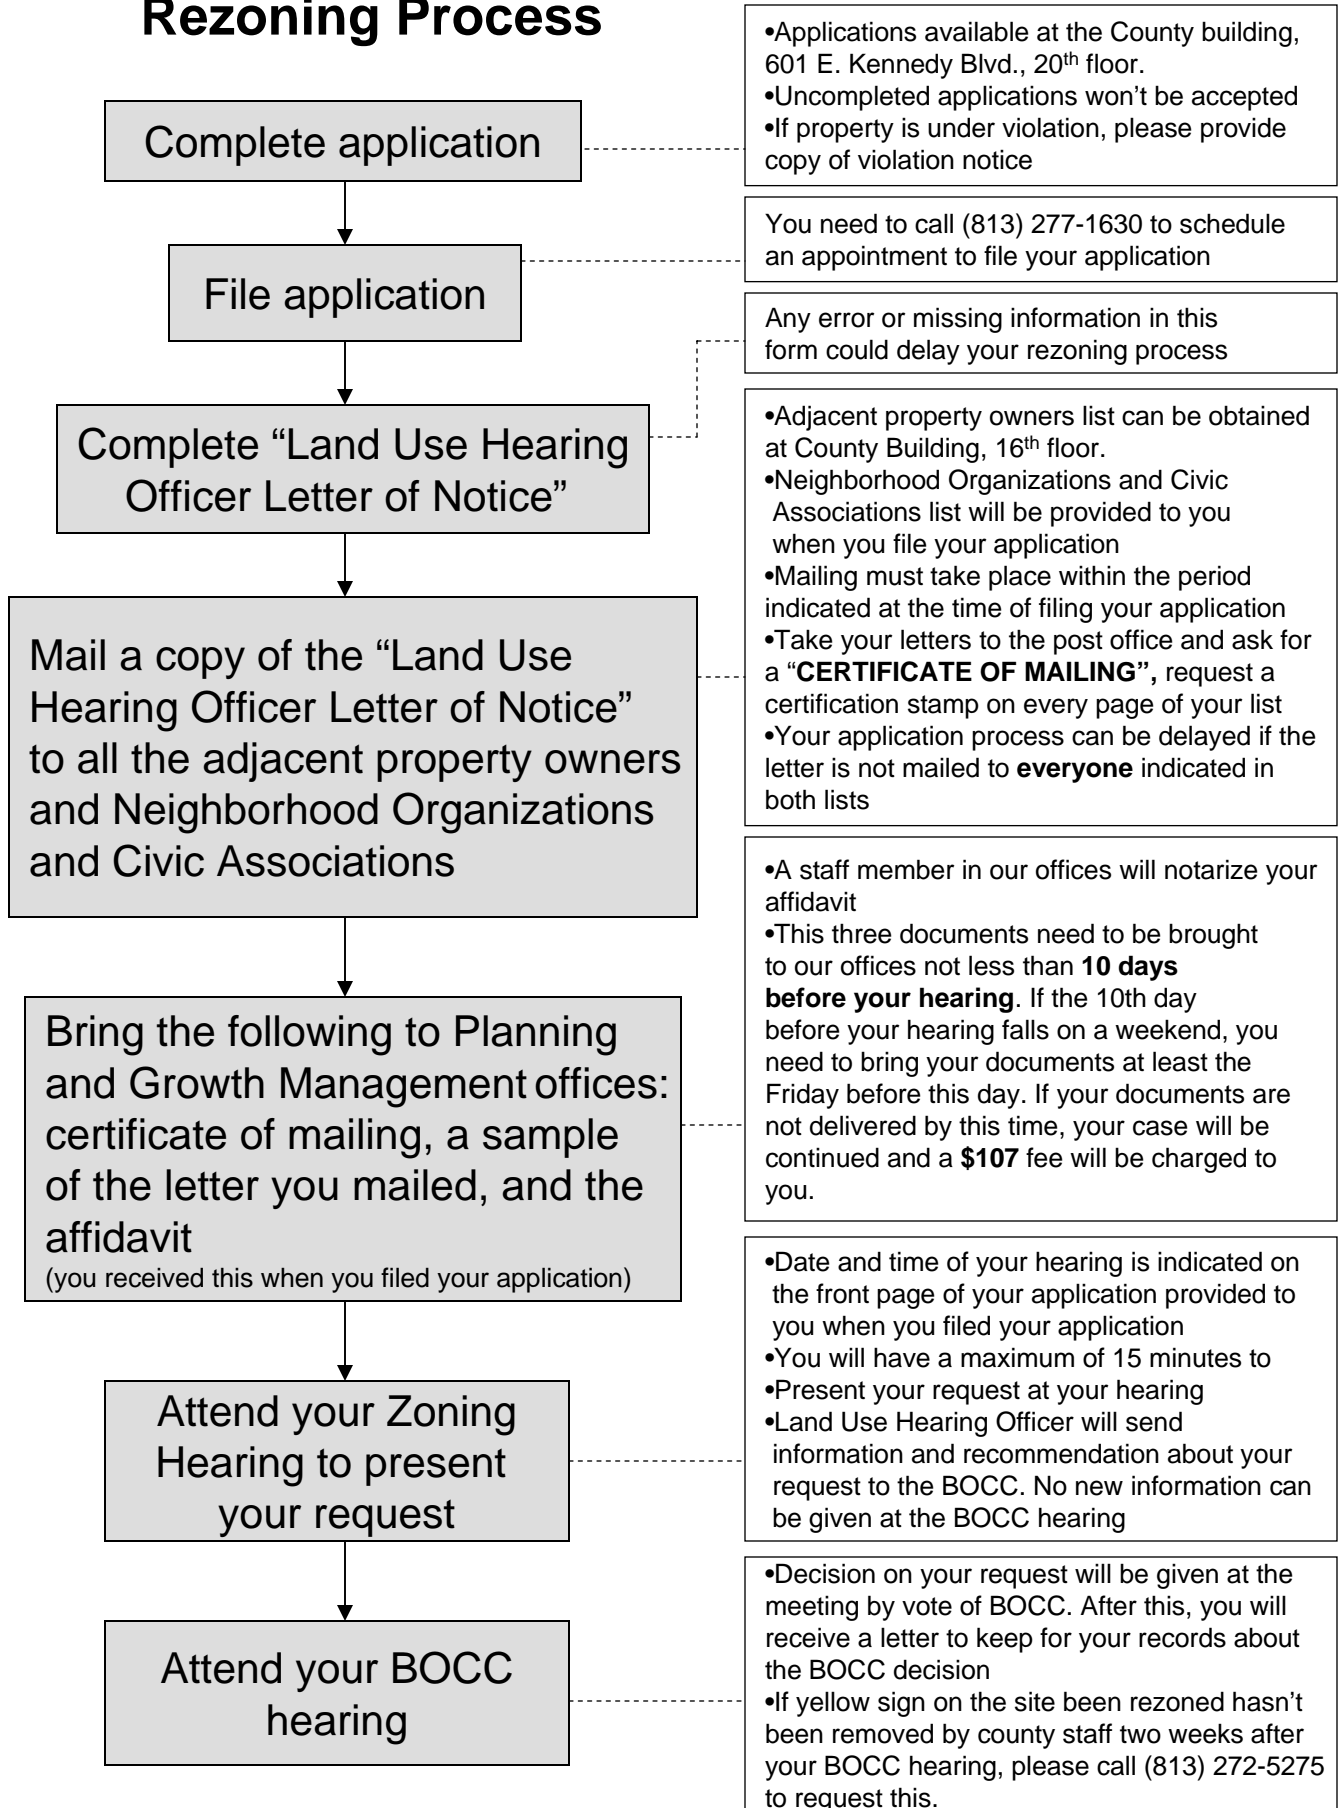 Rezoning Process
Complete application
•Applications available at the County building,
601 E. Kennedy Blvd., 20th floor.
•Uncompleted applications won't be accepted
•If property is under violation, please provide
copy of violation notice
File application
You need to call (813) 277-1630 to schedule
an appointment to file your application
Complete “Land Use Hearing
Officer Letter of Notice”
Any error or missing information in this
form could delay your rezoning process
Mail a copy of the “Land Use
Hearing Officer Letter of Notice”
to all the adjacent property owners
and Neighborhood Organizations
and Civic Associations
•Adjacent property owners list can be obtained
at County Building, 16th floor.
•Neighborhood Organizations and Civic
Associations list will be provided to you
when you file your application
•Mailing must take place within the period
indicated at the time of filing your application
•Take your letters to the post office and ask for
a “CERTIFICATE OF MAILING”, request a
certification stamp on every page of your list
•Your application process can be delayed if the
letter is not mailed to everyone indicated in
both lists
Bring the following to Planning
and Growth Management offices:
certificate of mailing, a sample
of the letter you mailed, and the
affidavit
(you received this when you filed your application)
•A staff member in our offices will notarize your
affidavit
•This three documents need to be brought
to our offices not less than 10 days
before your hearing. If the 10th day
before your hearing falls on a weekend, you
need to bring your documents at least the
Friday before this day. If your documents are
not delivered by this time, your case will be
continued and a $107 fee will be charged to
you.
Attend your Zoning
Hearing to present
your request
•Date and time of your hearing is indicated on
the front page of your application provided to
you when you filed your application
•You will have a maximum of 15 minutes to
•Present your request at your hearing
•Land Use Hearing Officer will send
information and recommendation about your
request to the BOCC. No new information can
be given at the BOCC hearing
Attend your BOCC
hearing
•Decision on your request will be given at the
meeting by vote of BOCC. After this, you will
receive a letter to keep for your records about
the BOCC decision
•If yellow sign on the site been rezoned hasn't
been removed by county staff two weeks after
your BOCC hearing, please call (813) 272-5275
to request this.